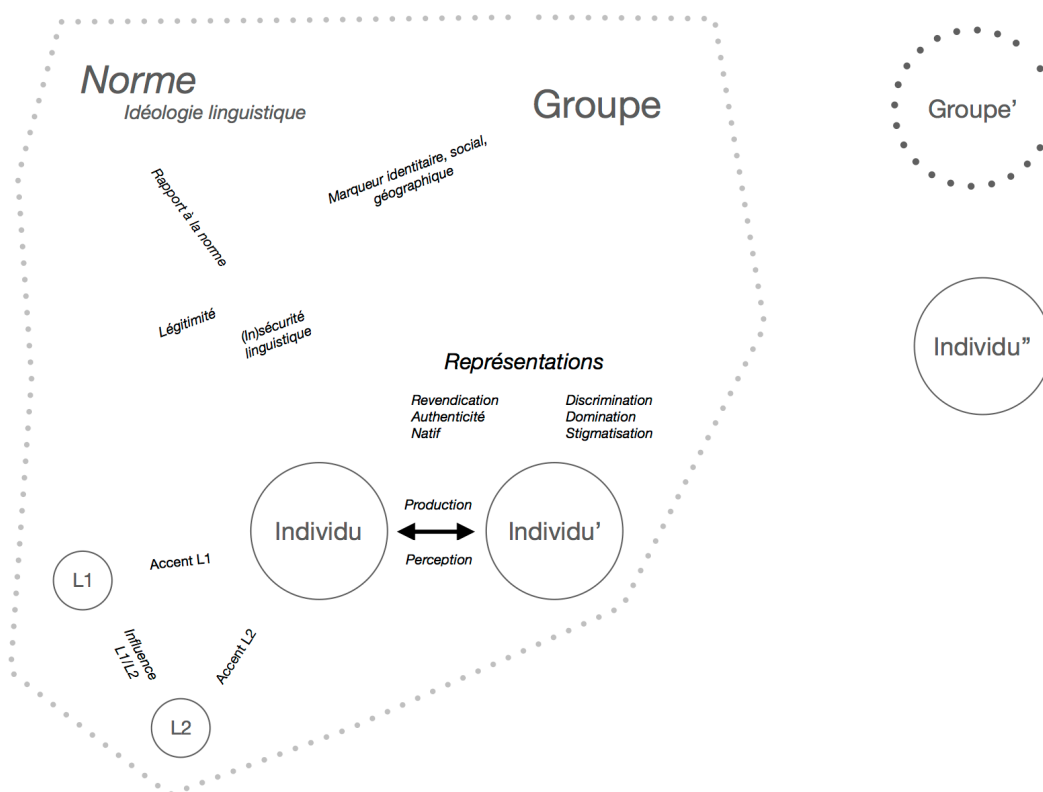 Norme
Idéologie linguistique
Groupe
Groupe’
Marqueur identitaire, social,
géographique
Rapport à la norme
Légitimité
(In)sécurité
linguistique
Individu”
Représentations
Revendication
Authenticité
Natif
Discrimination
Domination
Stigmatisation
Individu
Production
Perception
Individu’
Accent L1
L1
Influence
L1/L2
Accent L2
L2